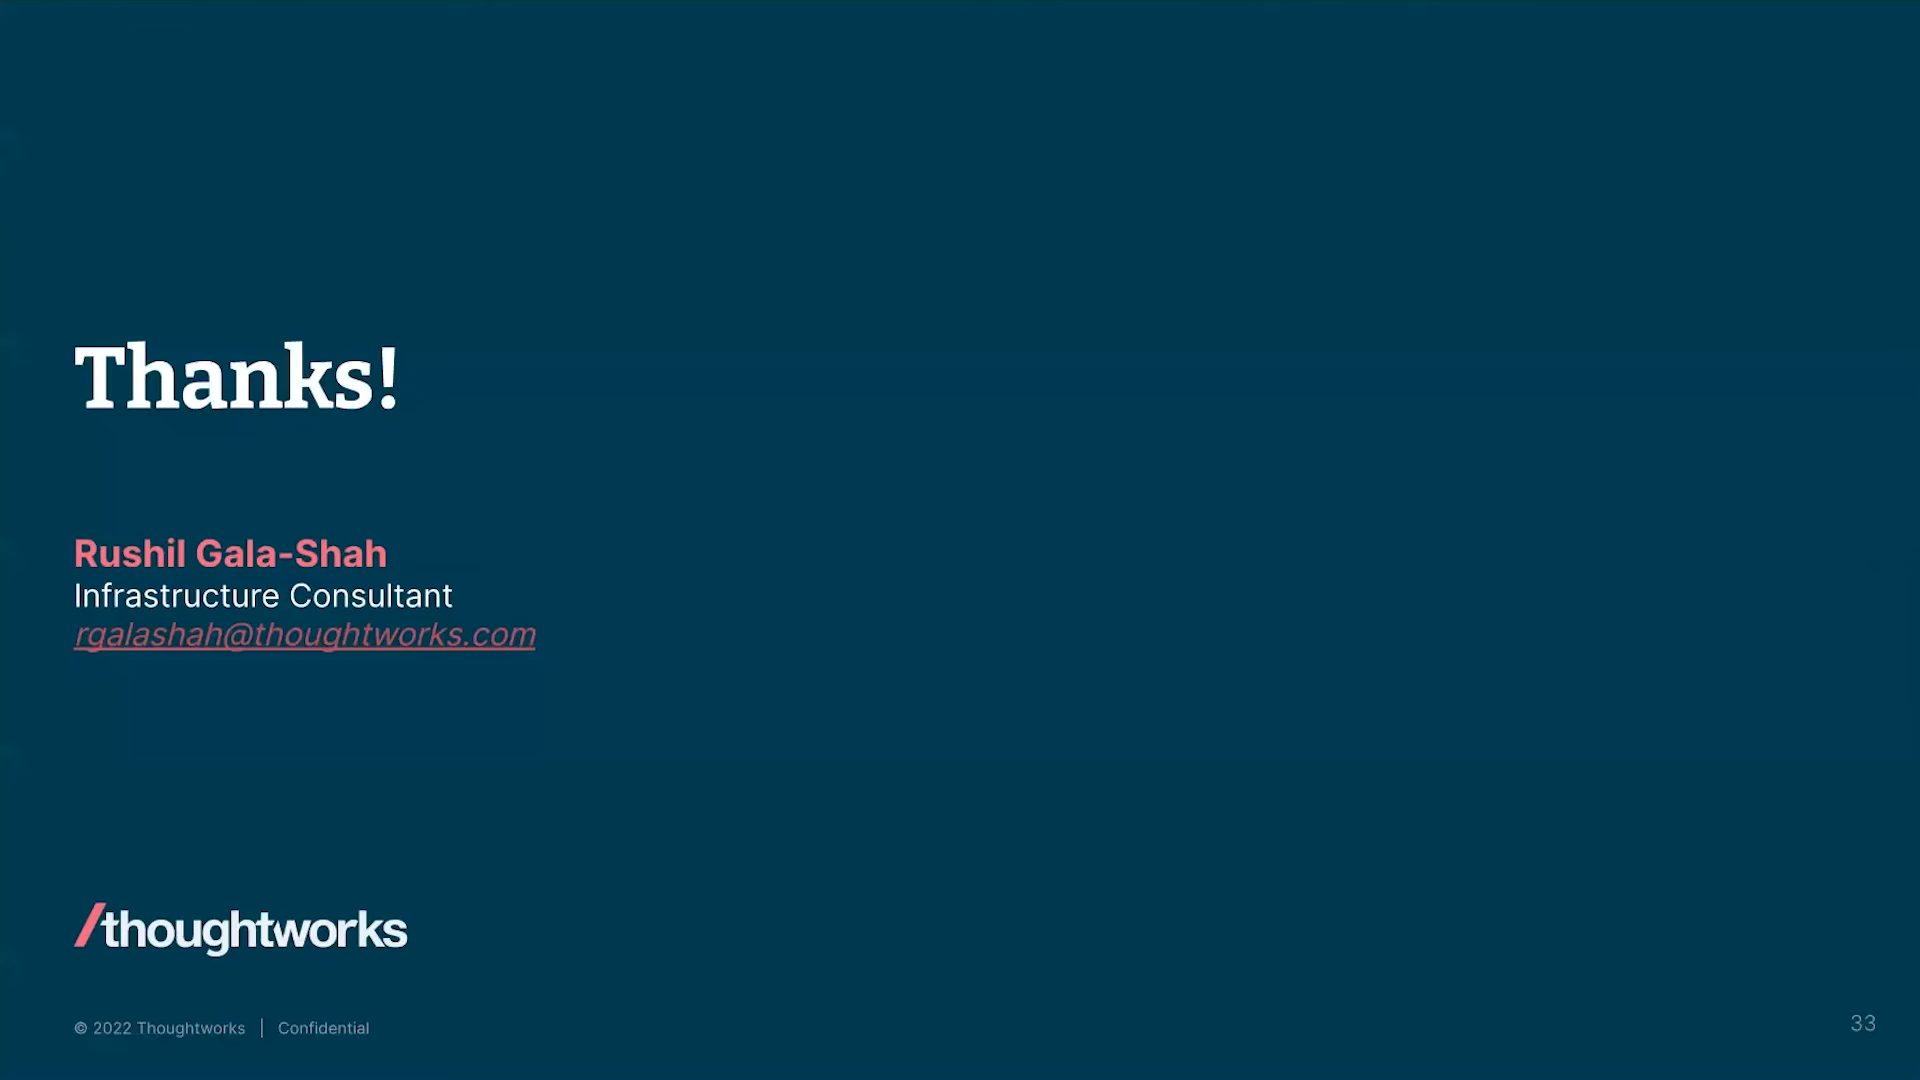 Thanks!
Rushil Gala-Shah
Infrastructure Consultant
rgalashah@thoughtworks.com
/thoughtworks
© 2022 Thoughtworks | Confidential
33